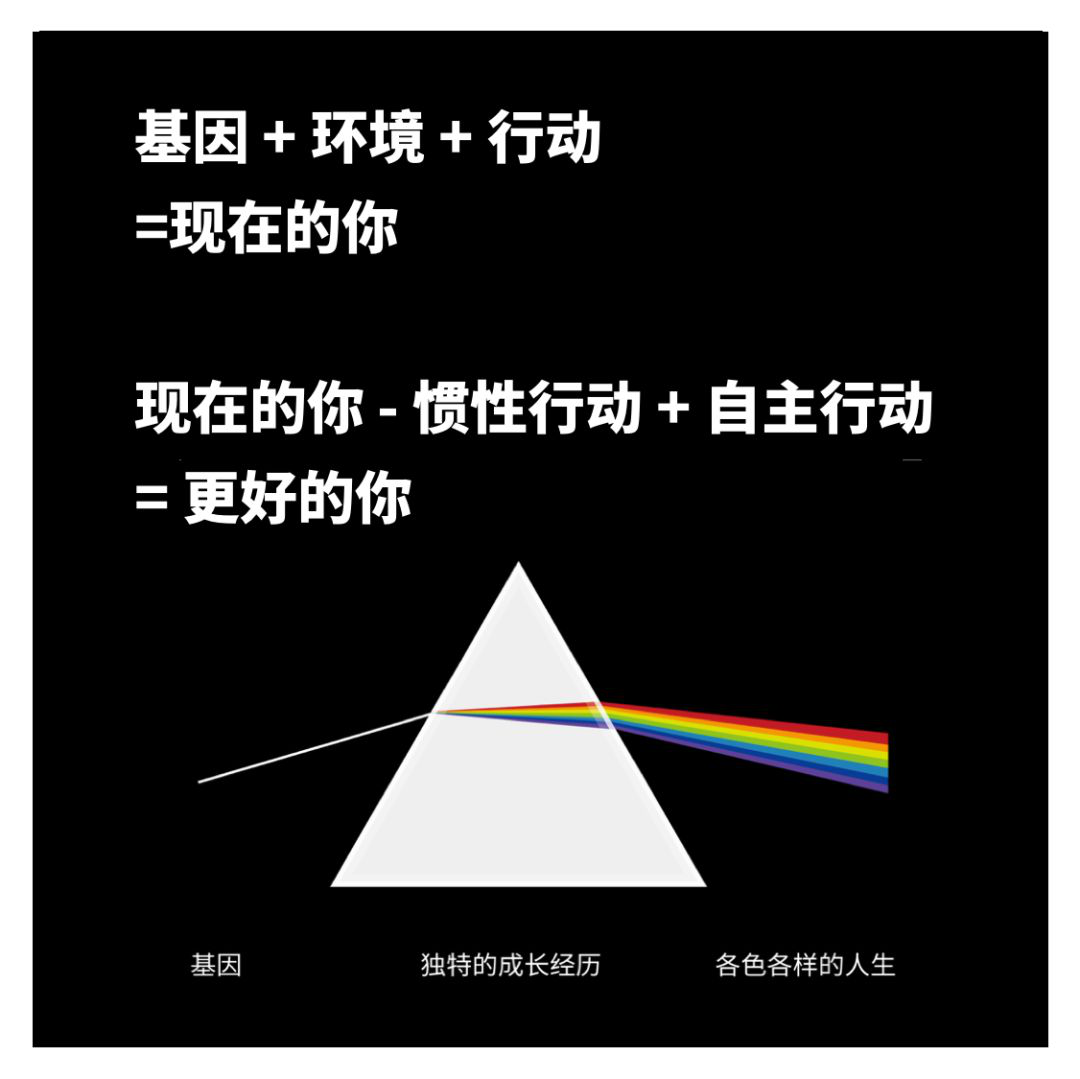 基因 + 环境 + 行动
=现在的你
现在的你 - 惯性行动 + 自主行动
= 更好的你
基因
独特的成长经历
各色各样的人生